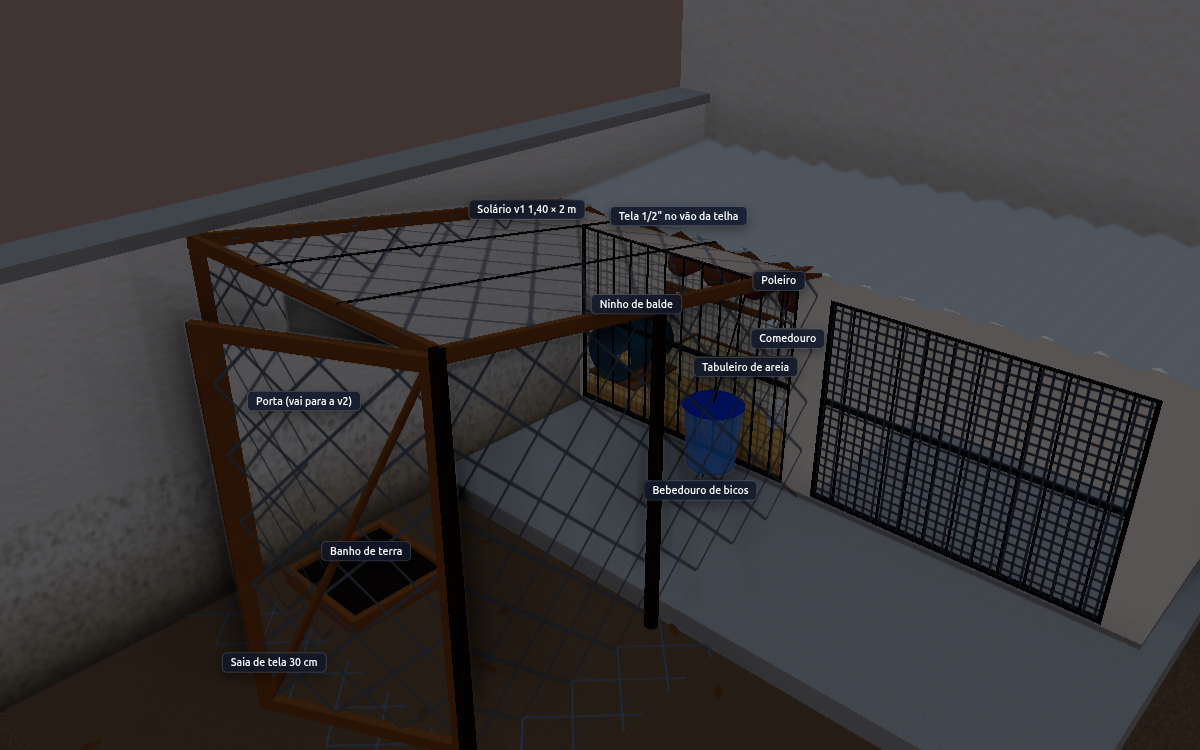 Solário v1 1,40 × 2 m
Tela 1/2" no vão da telha
Poleiro
Ninho de balde
Comedouro
Tabuleiro de areia
Porta (vai para a v2)
Bebedouro de bicos
Banho de terra
Saia de tela 30 cm